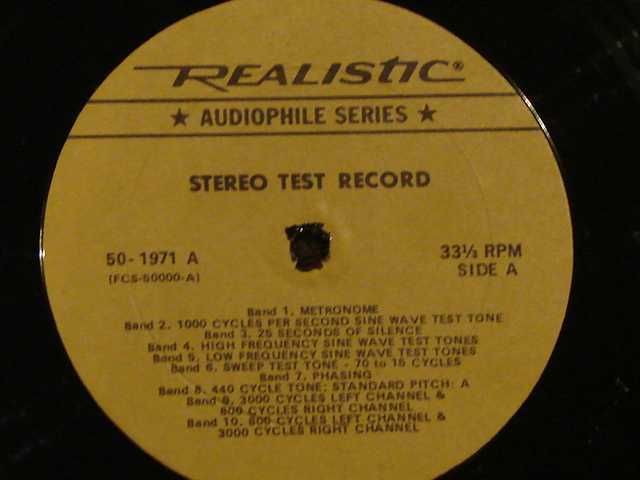 REALISTIC®
★ AUDIOPHILE SERIES ★
STEREO TEST RECORD
50-1971 A
(FCS-50000-A)
33⅓ RPM
SIDE A
Band 1. METRONOME
Band 2. 1000 CYCLES PER SECOND SINE WAVE TEST TONE
Band 3. 25 SECONDS OF SILENCE
Band 4. HIGH FREQUENCY SINE WAVE TEST TONES
Band 5. LOW FREQUENCY SINE WAVE TEST TONES
Band 6. SWEEP TEST TONE - 70 to 15 CYCLES
Band 7. PHASING
Band 8. 440 CYCLE TONE: STANDARD PITCH: A
Band 9. 3000 CYCLES LEFT CHANNEL &
600 CYCLES RIGHT CHANNEL
Band 10. 600 CYCLES LEFT CHANNEL &
3000 CYCLES RIGHT CHANNEL